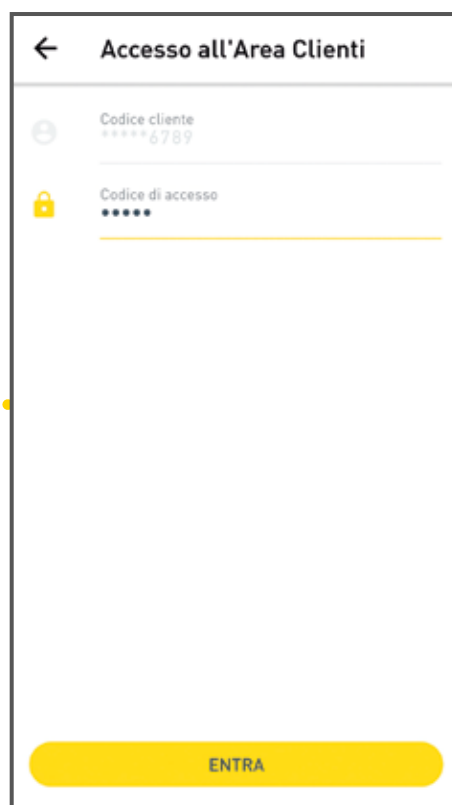 Accesso all'Area Clienti
Codice cliente
*****6789
Codice di accesso
•••••
ENTRA